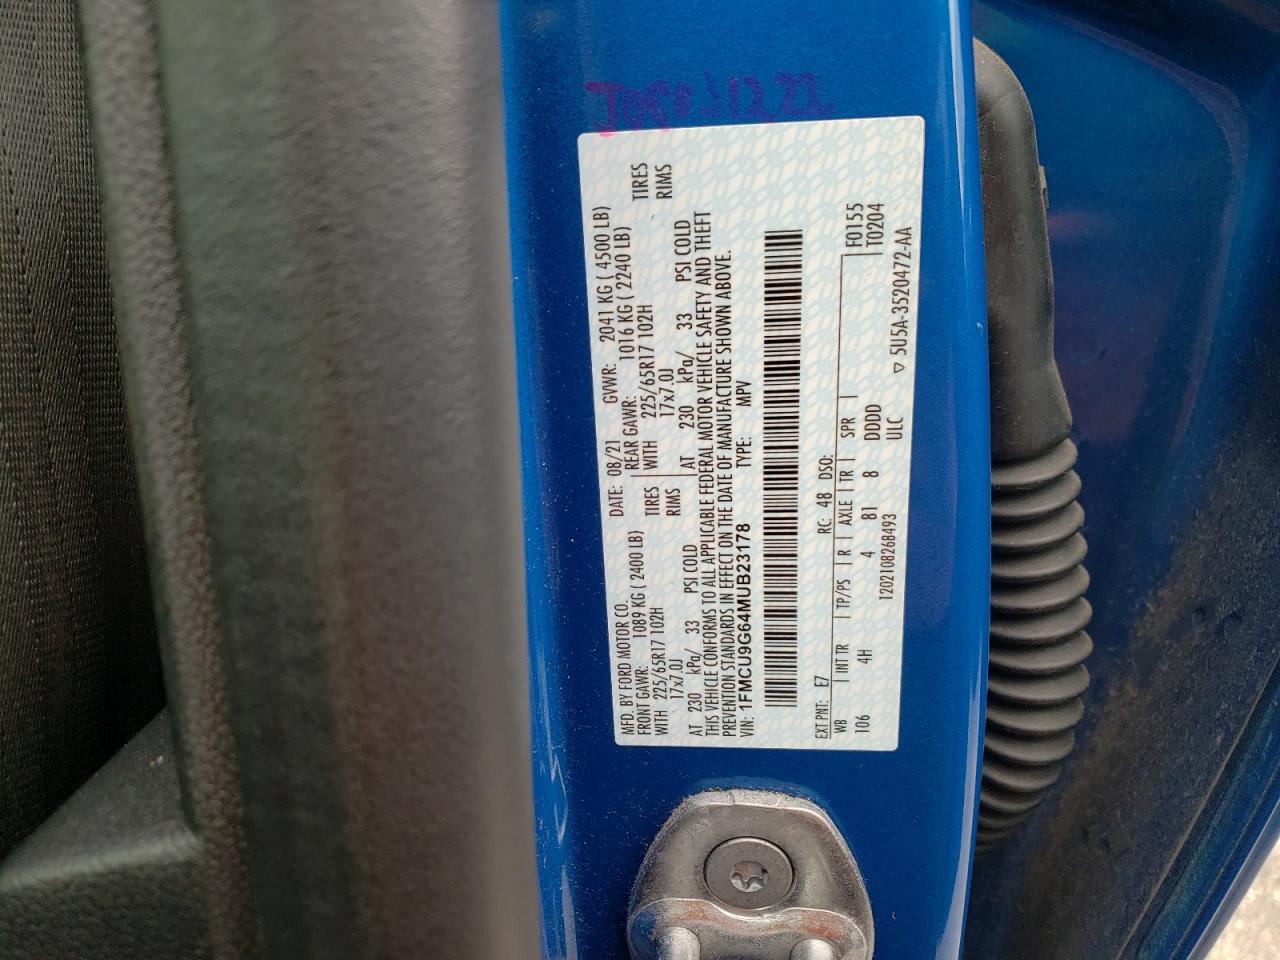 MFD. BY FORD MOTOR CO. DATE: 08/21 GVWR: 2041 KG ( 4500 LB)
FRONT GAWR: 1089 KG ( 2400 LB) REAR GAWR: 1016 KG ( 2240 LB)
WITH 225/65R17 102H TIRES WITH 225/65R17 102H TIRES
17x7.0J RIMS 17x7.0J RIMS
AT 230 kPa/ 33 PSI COLD AT 230 kPa/ 33 PSI COLD
THIS VEHICLE CONFORMS TO ALL APPLICABLE FEDERAL MOTOR VEHICLE SAFETY AND THEFT
PREVENTION STANDARDS IN EFFECT ON THE DATE OF MANUFACTURE SHOWN ABOVE.
VIN: 1FMCU9G64MUB23178 TYPE: MPV
EXT PNT: E7 RC: 48 DSO: F0155
WB INT TR TP/PS R AXLE TR SPR T0204
106 4H 4 81 8 DDDD
1202108268493 ULC
▽ 5U5A-3520472-AA